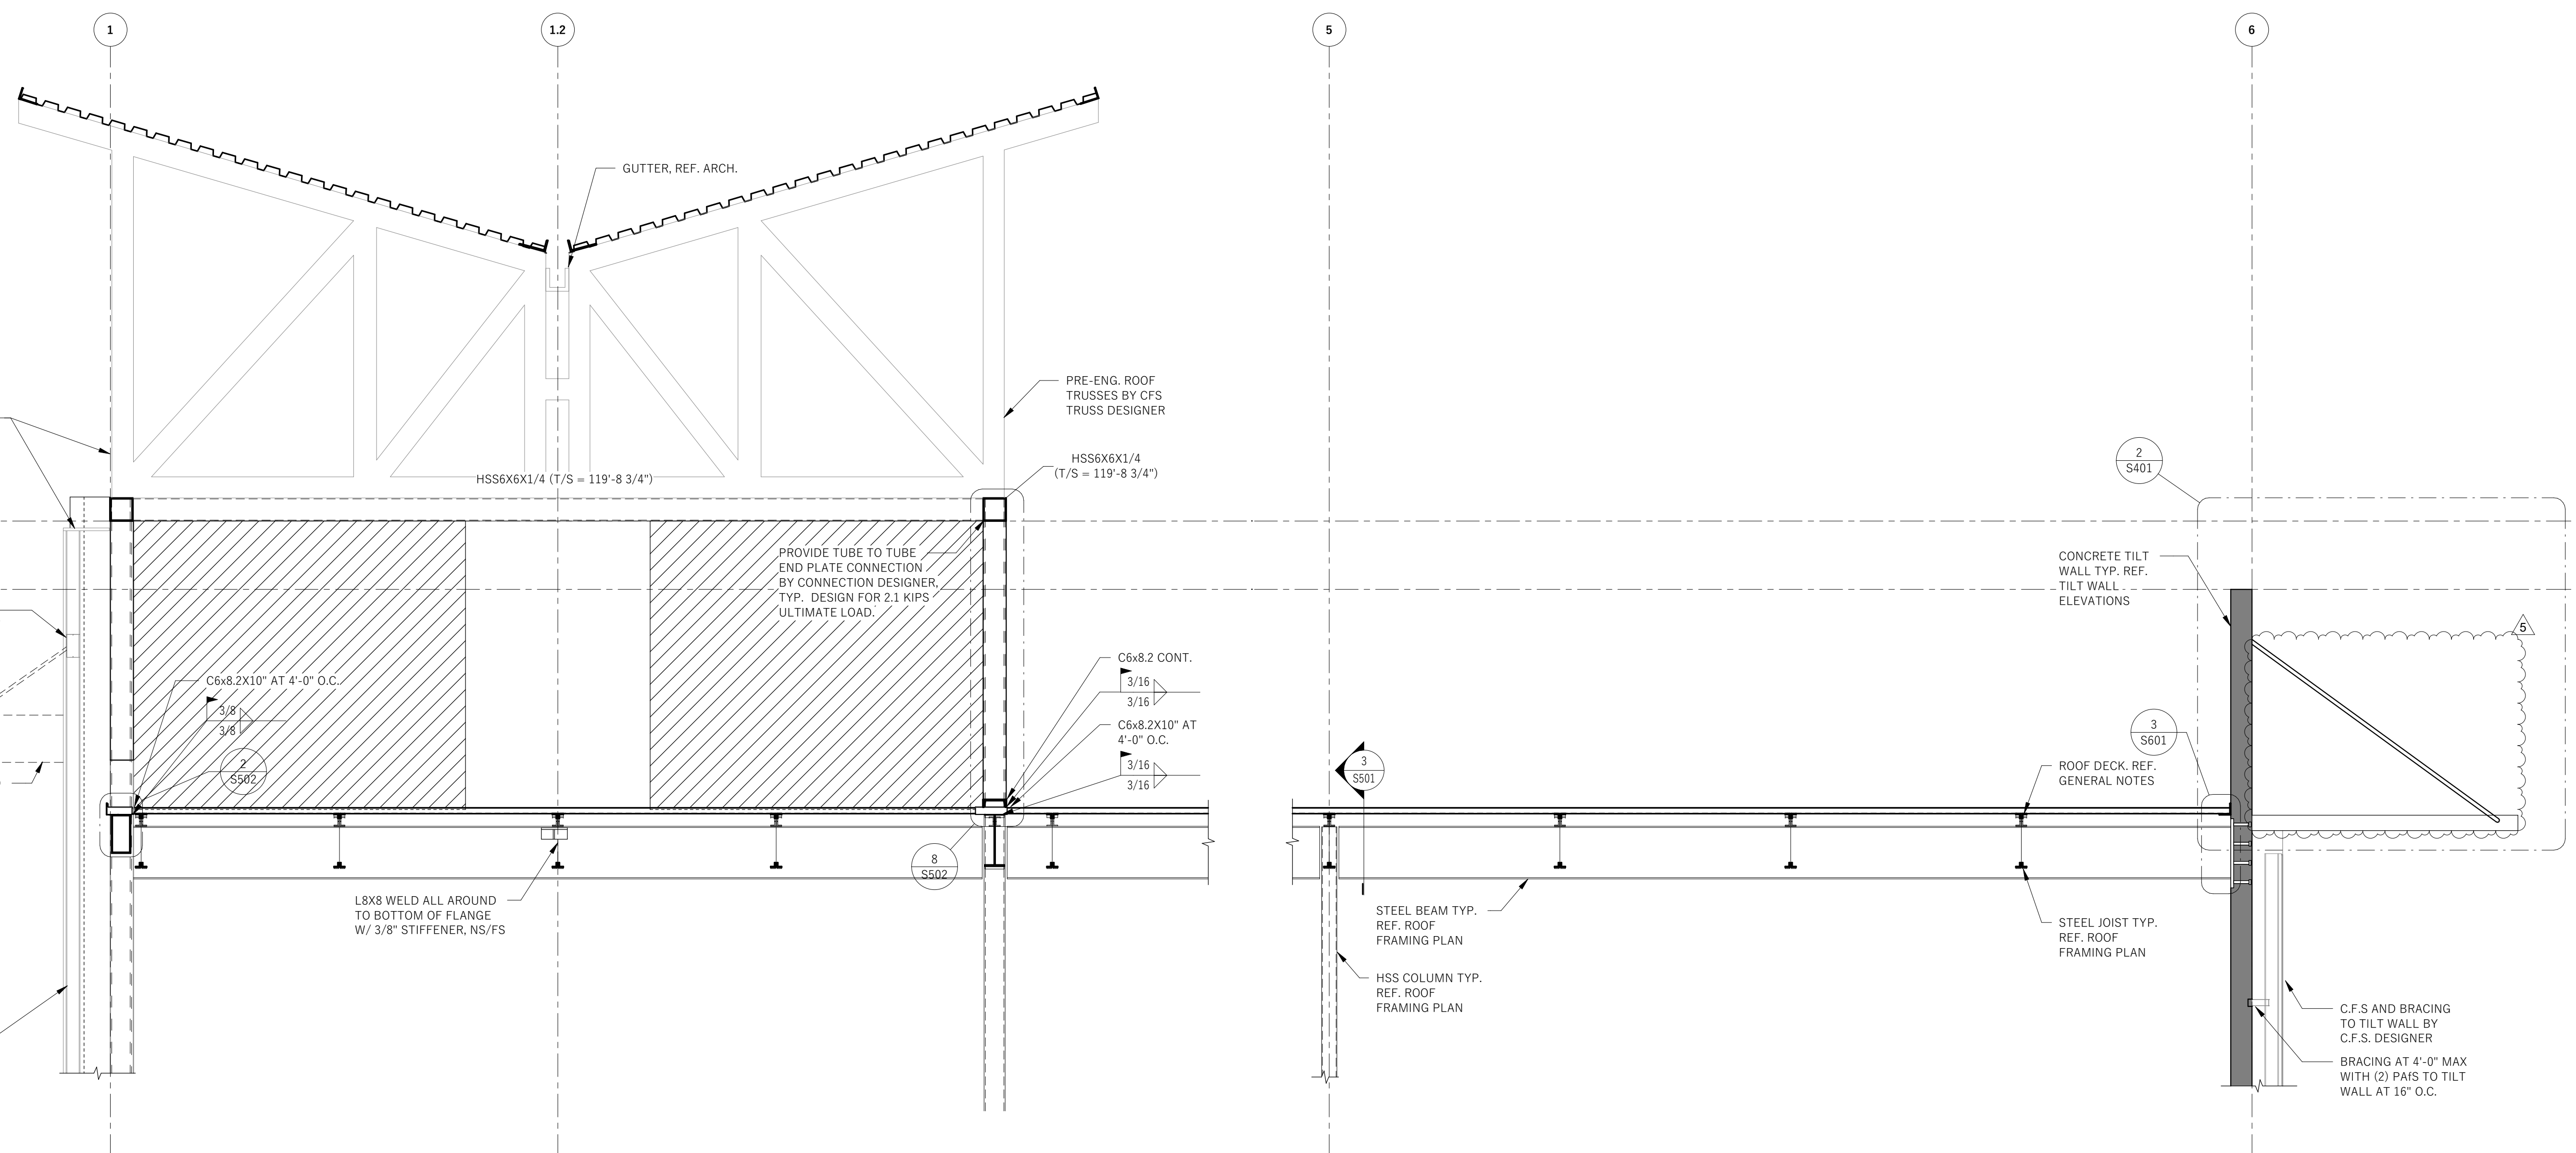 1
1.2
5
6
GUTTER, REF. ARCH.
PRE-ENG. ROOF
TRUSSES BY CFS
TRUSS DESIGNER
HSS6X6X1/4
(T/S = 119'-8 3/4")
HSS6X6X1/4 (T/S = 119'-8 3/4")
2
S401
PROVIDE TUBE TO TUBE
END PLATE CONNECTION
BY CONNECTION DESIGNER,
TYP. DESIGN FOR 2.1 KIPS
ULTIMATE LOAD.
CONCRETE TILT
WALL TYP. REF.
TILT WALL
ELEVATIONS
5
C6x8.2 CONT.
3/16
3/16
C6x8.2X10" AT 4'-0" O.C.
3/8
3/8
2
S502
C6x8.2X10" AT
4'-0" O.C.
3/16
3/16
3
S501
3
S601
ROOF DECK. REF.
GENERAL NOTES
8
S502
L8X8 WELD ALL AROUND
TO BOTTOM OF FLANGE
W/ 3/8" STIFFENER, NS/FS
STEEL BEAM TYP.
REF. ROOF
FRAMING PLAN
STEEL JOIST TYP.
REF. ROOF
FRAMING PLAN
HSS COLUMN TYP.
REF. ROOF
FRAMING PLAN
C.F.S AND BRACING
TO TILT WALL BY
C.F.S. DESIGNER
BRACING AT 4'-0" MAX
WITH (2) PAfS TO TILT
WALL AT 16" O.C.